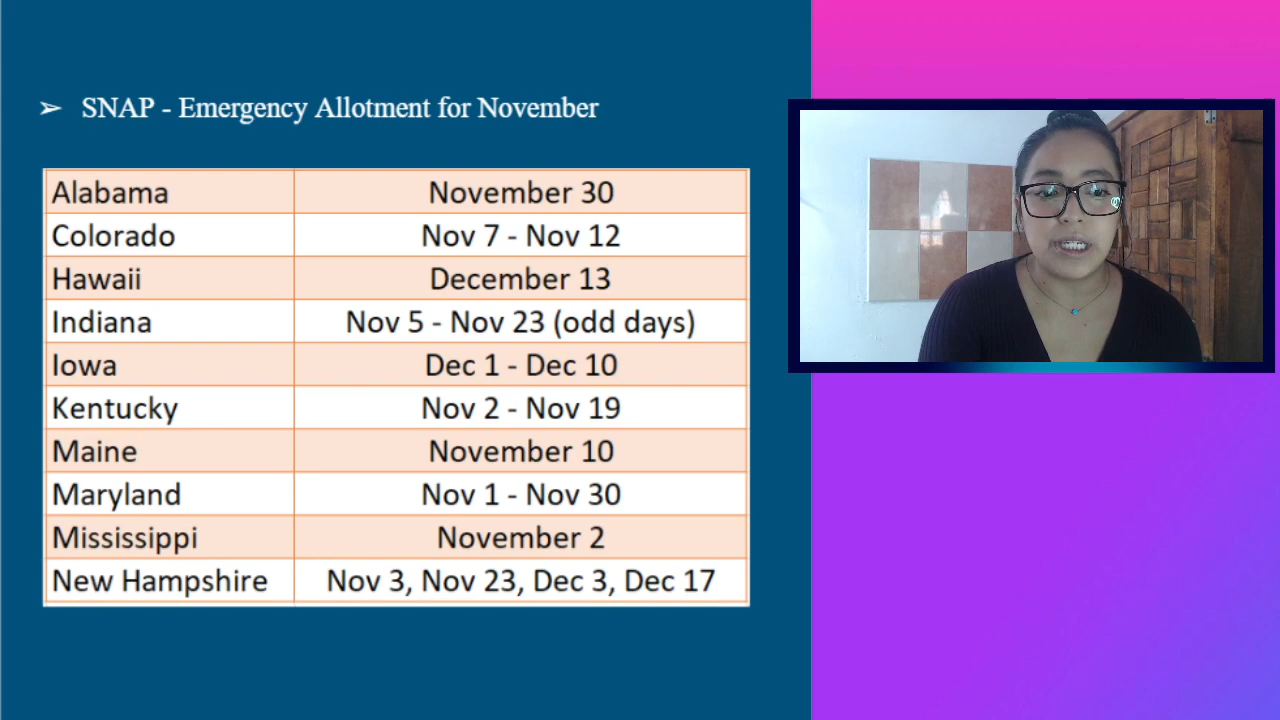 ➢ SNAP - Emergency Allotment for November
Alabama November 30
Colorado Nov 7 - Nov 12
Hawaii December 13
Indiana Nov 5 - Nov 23 (odd days)
Iowa Dec 1 - Dec 10
Kentucky Nov 2 - Nov 19
Maine November 10
Maryland Nov 1 - Nov 30
Mississippi November 2
New Hampshire Nov 3, Nov 23, Dec 3, Dec 17